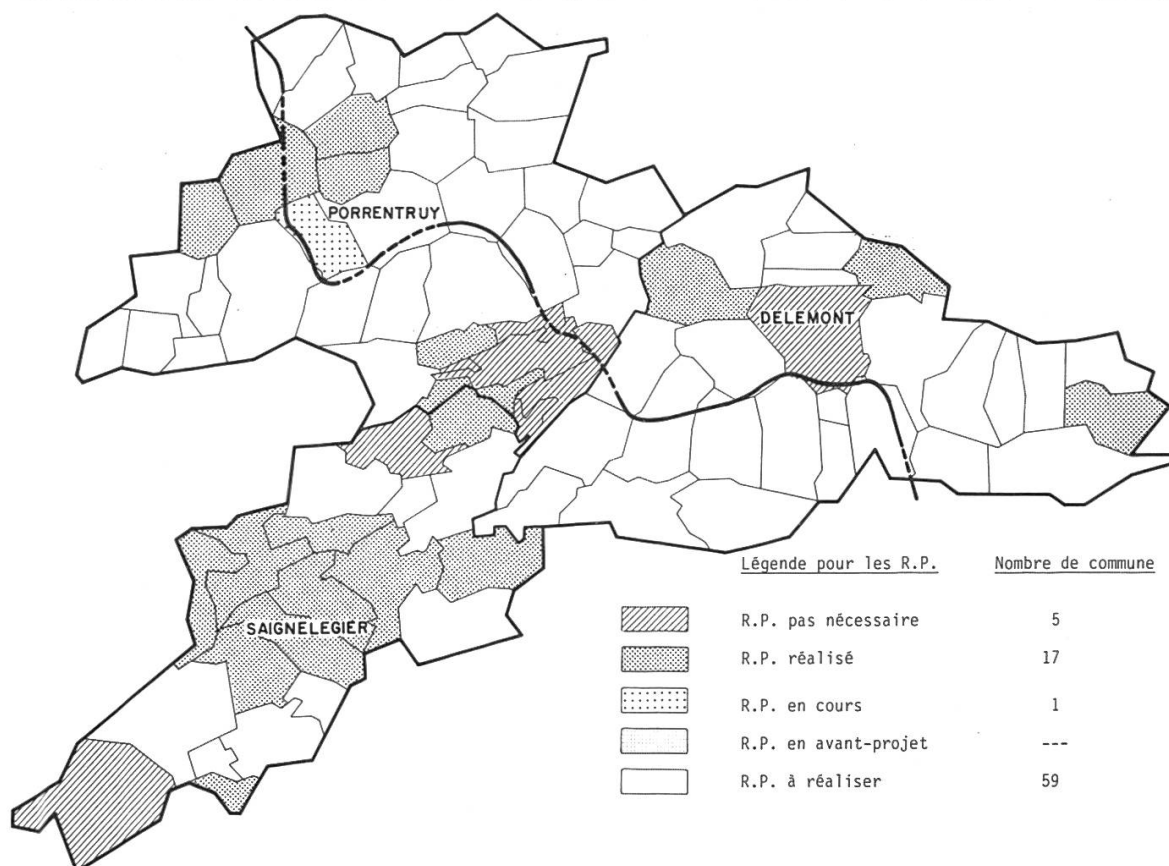 PORRENTRUY
DELEMONT
SAIGNELEGIER
Légende pour les R.P. Nombre de commune
R.P. pas nécessaire 5
R.P. réalisé 17
R.P. en cours 1
R.P. en avant-projet ---
R.P. à réaliser 59